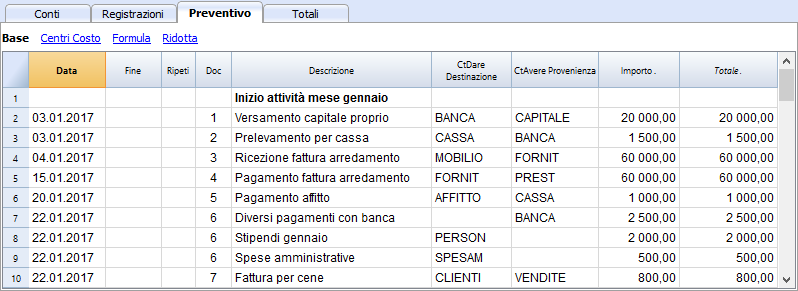 Conti Registrazioni Preventivo Totali
Base Centri Costo Formula Ridotta
Data Fine Ripeti Doc Descrizione CtDare Destinazione CtAvere Provenienza Importo . Totale .
1 Inizio attività mese gennaio
2 03.01.2017 1 Versamento capitale proprio BANCA CAPITALE 20 000,00 20 000,00
3 03.01.2017 2 Prelevamento per cassa CASSA BANCA 1 500,00 1 500,00
4 04.01.2017 3 Ricezione fattura arredamento MOBILIO FORNIT 60 000,00 60 000,00
5 15.01.2017 4 Pagamento fattura arredamento FORNIT PREST 60 000,00 60 000,00
6 20.01.2017 5 Pagamento affitto AFFITTO CASSA 1 000,00 1 000,00
7 22.01.2017 6 Diversi pagamenti con banca BANCA 2 500,00 2 500,00
8 22.01.2017 6 Stipendi gennaio PERSON 2 000,00 2 000,00
9 22.01.2017 6 Spese amministrative SPESAM 500,00 500,00
10 22.01.2017 7 Fattura per cene CLIENTI VENDITE 800,00 800,00